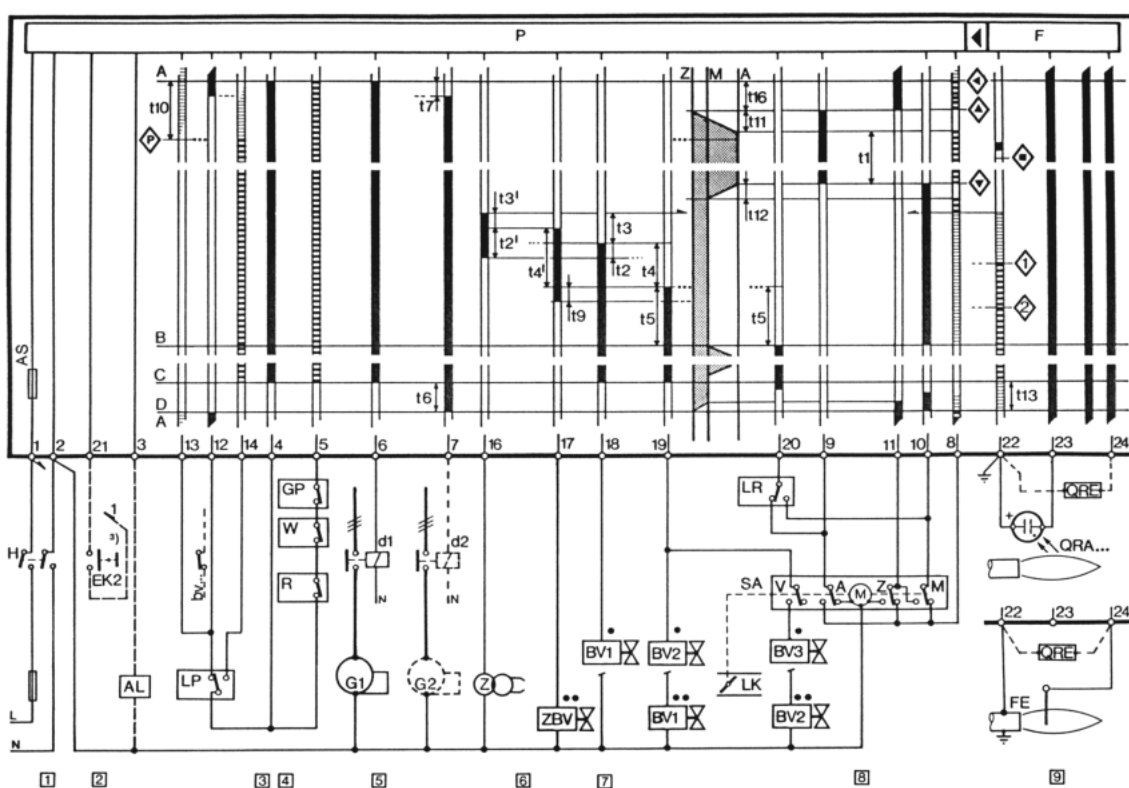 P F
A Z M A
t10 t7 t16
t11
P
t1
t3' t12
t3
t2' t2
t4' t4
1
t9 t5 t5 2
AS B
C
t6 t13
D
A
1 2 21 3 13 12 14 4 5 6 7 16 17 18 19 20 9 11 10 8 22 23 24
GP LR QRE
+
1 W d1 d2 QRA...
H 3) SA V A M Z M
EK2 bv... R N N
22 23 24
BV1 BV2 BV3 QRE
AL LP G1 G2 Z LK
L ZBV BV1 BV2 FE
N
1 2 3 4 5 6 7 8 9